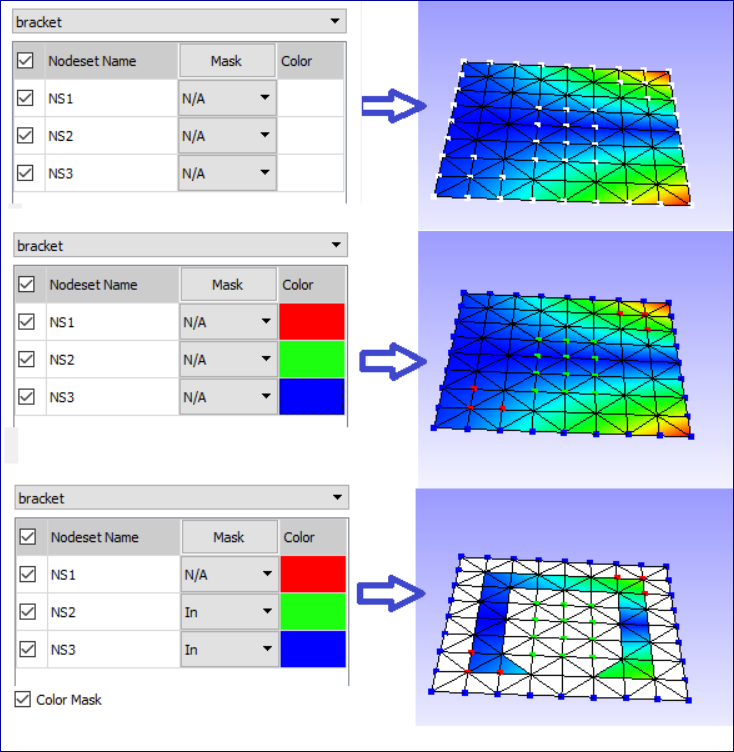 bracket
Nodeset Name Mask Color
NS1 N/A
NS2 N/A
NS3 N/A
bracket
Nodeset Name Mask Color
NS1 N/A
NS2 N/A
NS3 N/A
bracket
Nodeset Name Mask Color
NS1 N/A
NS2 In
NS3 In
Color Mask